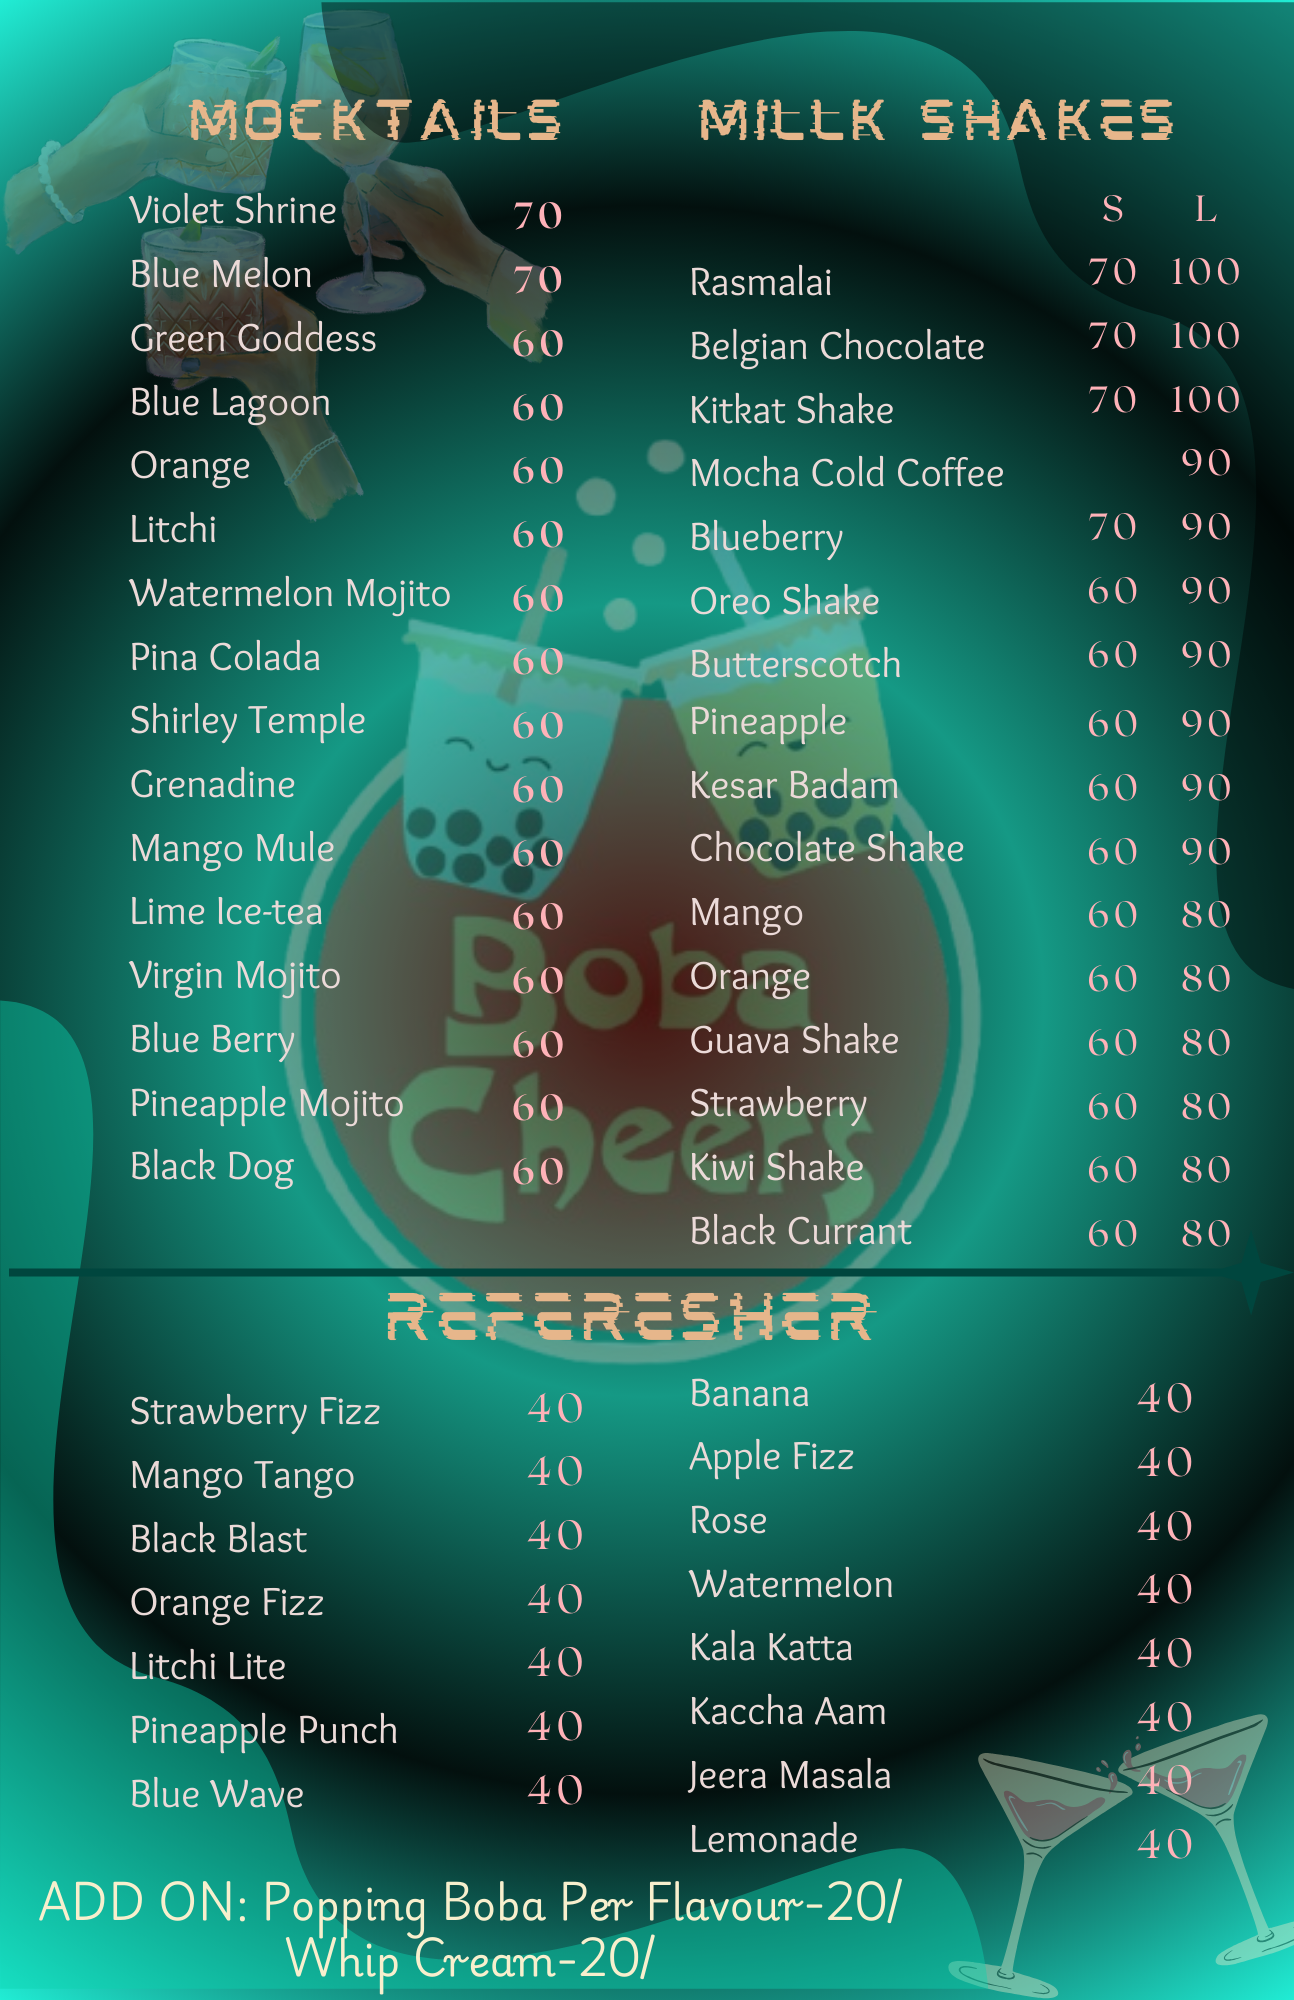 MOCKTAILS
Violet Shrine 70
Blue Melon 70
Green Goddess 60
Blue Lagoon 60
Orange 60
Litchi 60
Watermelon Mojito 60
Pina Colada 60
Shirley Temple 60
Grenadine 60
Mango Mule 60
Lime Ice-tea 60
Virgin Mojito 60
Blue Berry 60
Pineapple Mojito 60
Black Dog 60
MILLK SHAKES
S L
Rasmalai 70 100
Belgian Chocolate 70 100
Kitkat Shake 70 100
Mocha Cold Coffee 90
Blueberry 70 90
Oreo Shake 60 90
Butterscotch 60 90
Pineapple 60 90
Kesar Badam 60 90
Chocolate Shake 60 90
Mango 60 80
Orange 60 80
Guava Shake 60 80
Strawberry 60 80
Kiwi Shake 60 80
Black Currant 60 80
Boba
Cheers
REFERESHER
Strawberry Fizz 40
Mango Tango 40
Black Blast 40
Orange Fizz 40
Litchi Lite 40
Pineapple Punch 40
Blue Wave 40
Banana 40
Apple Fizz 40
Rose 40
Watermelon 40
Kala Katta 40
Kaccha Aam 40
Jeera Masala 40
Lemonade 40
ADD ON: Popping Boba Per Flavour-20/
Whip Cream-20/